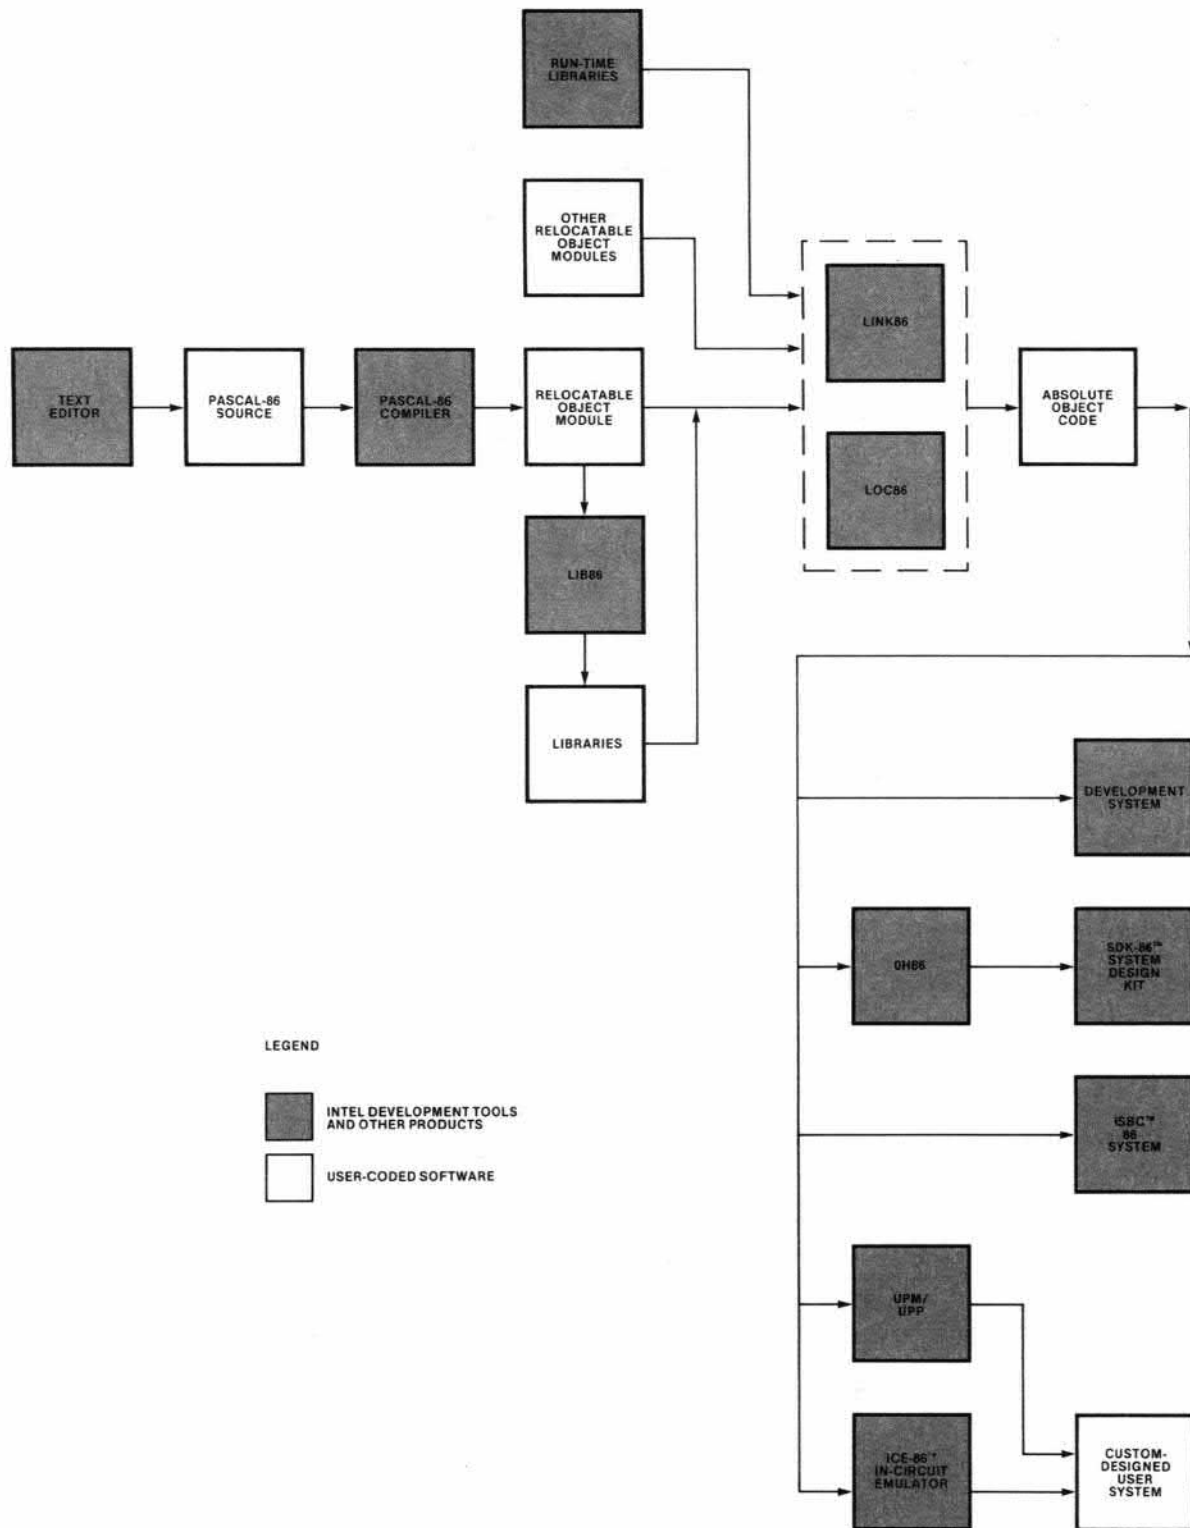 RUN-TIME
LIBRARIES
OTHER
RELOCATABLE
OBJECT
MODULES
LINK86
TEXT
EDITOR
PASCAL-86
SOURCE
PASCAL-86
COMPILER
RELOCATABLE
OBJECT
MODULE
ABSOLUTE
OBJECT
CODE
LOC86
LIB86
LIBRARIES
DEVELOPMENT
SYSTEM
OH86
SDK-86™
SYSTEM
DESIGN
KIT
LEGEND
INTEL DEVELOPMENT TOOLS
AND OTHER PRODUCTS
USER-CODED SOFTWARE
iSBC™
86
SYSTEM
UPM/
UPP
ICE-86™
IN-CIRCUIT
EMULATOR
CUSTOM-
DESIGNED
USER
SYSTEM